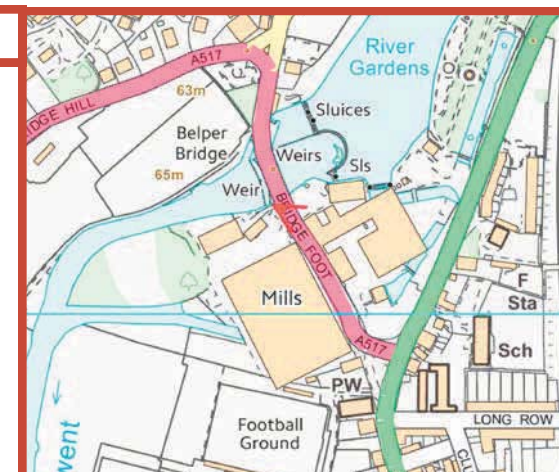 A517
River
Gardens
63m
Sluices
BRIDGE HILL
Belper
Bridge
Weirs
Sls
65m
Weir
BRIDGE FOOT
Mills
F
Sta
A517
Sch
PW
1
LONG ROW
Football
Ground